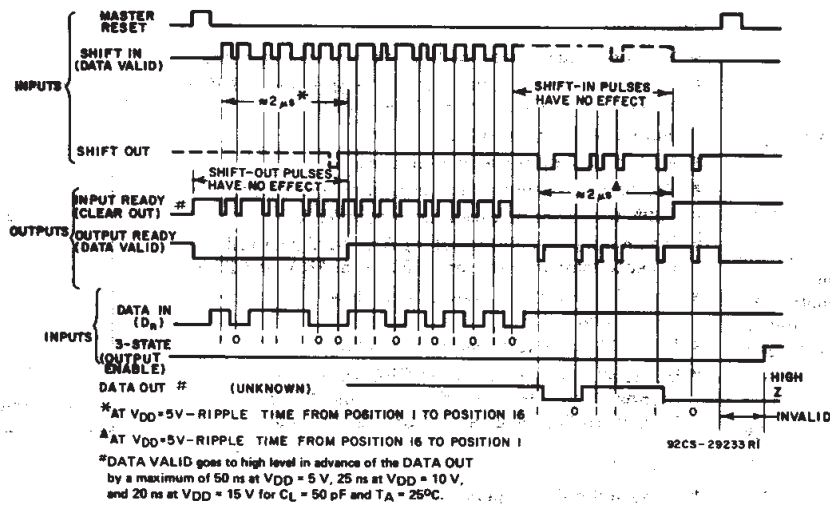 MASTER
RESET
SHIFT IN
(DATA VALID)
INPUTS
SHIFT-IN PULSES
HAVE NO EFFECT
≈2 μs*
SHIFT OUT
SHIFT-OUT PULSES
HAVE NO EFFECT
≈2 μs▲
INPUT READY #
(CLEAR OUT)
OUTPUTS
OUTPUT READY
(DATA VALID)
DATA IN
(Dn)
INPUTS
1 0 1 1 1 0 0 1 1 0 1 0 1 1 0
1 0 1 1 1 0
3-STATE
(OUTPUT
ENABLE)
DATA OUT #
(UNKNOWN)
HIGH
Z
INVALID
*AT VDD=5V-RIPPLE TIME FROM POSITION 1 TO POSITION 16
▲AT VDD=5V-RIPPLE TIME FROM POSITION 16 TO POSITION 1
92CS-29233R1
#DATA VALID goes to high level in advance of the DATA OUT
by a maximum of 50 ns at VDD = 5 V, 25 ns at VDD = 10 V,
and 20 ns at VDD = 15 V for CL = 50 pF and TA = 25°C.